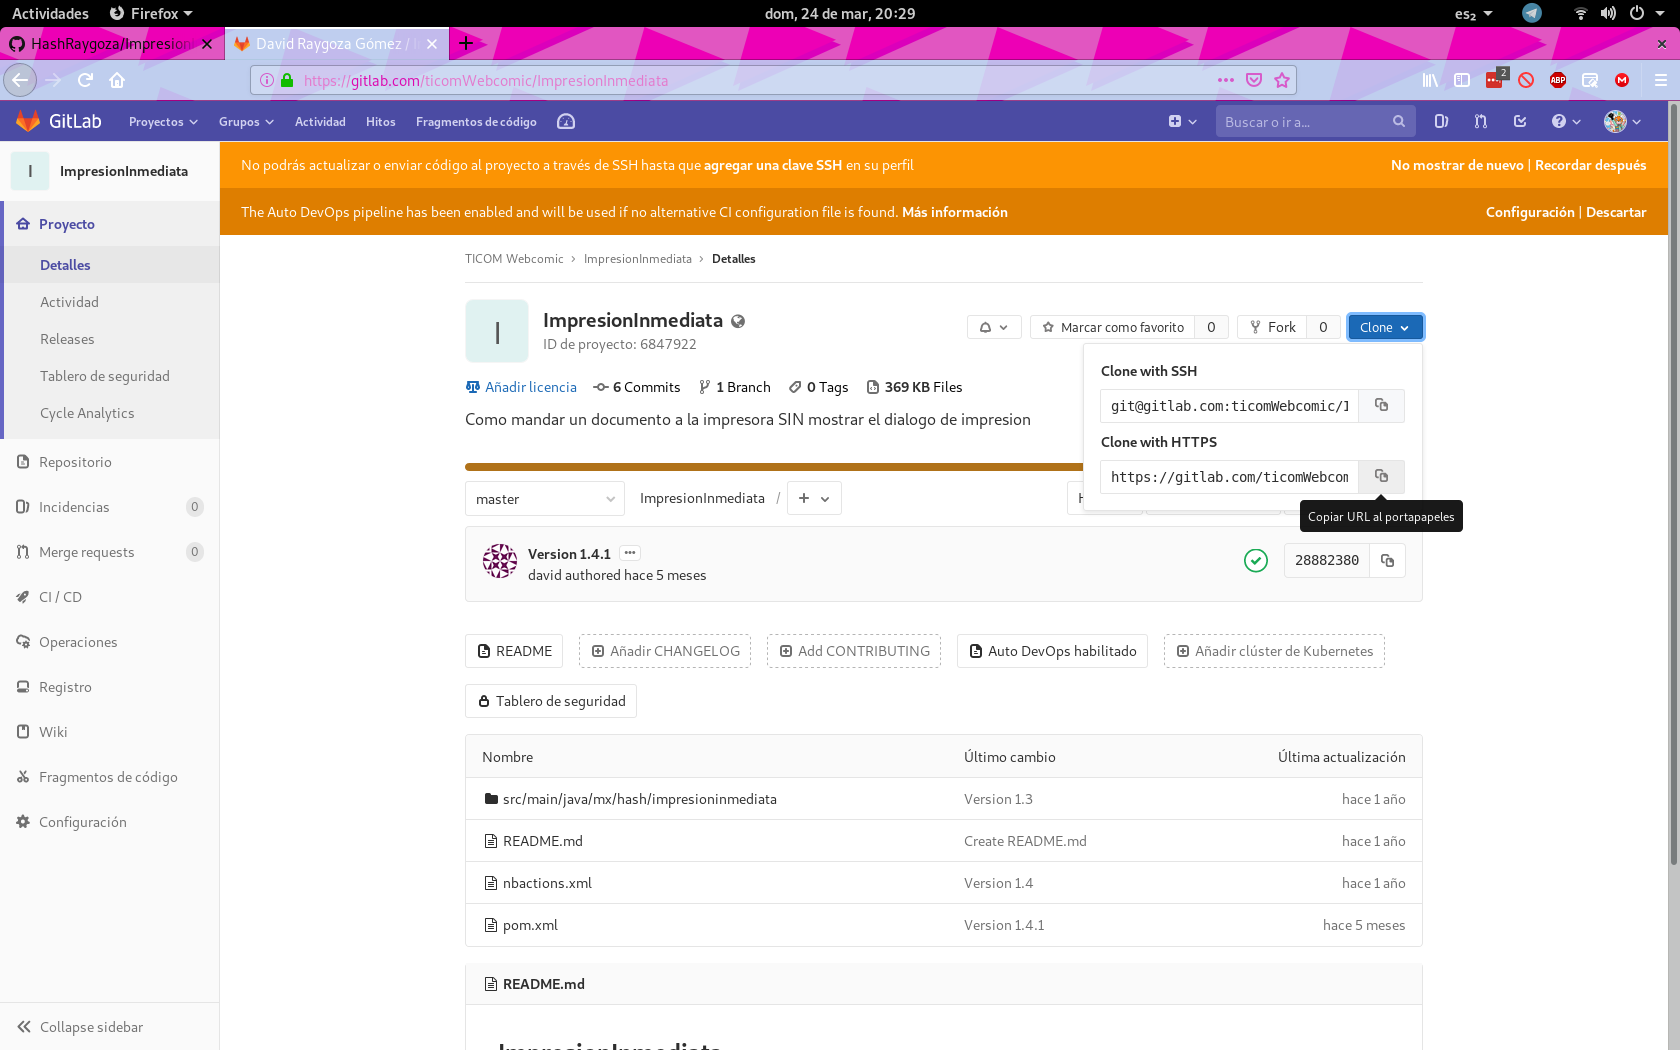 Actividades Firefox dom, 24 de mar, 20:29 es₂
HashRaygoza/Impresion David Raygoza Gómez /
https://gitlab.com/ticomWebcomic/ImpresionInmediata 2 ABP
GitLab Proyectos Grupos Actividad Hitos Fragmentos de código Buscar o ir a...
I ImpresionInmediata
No podrás actualizar o enviar código al proyecto a través de SSH hasta que agregar una clave SSH en su perfil No mostrar de nuevo | Recordar después
The Auto DevOps pipeline has been enabled and will be used if no alternative CI configuration file is found. Más información Configuración | Descartar
Proyecto
Detalles
Actividad
Releases
Tablero de seguridad
Cycle Analytics
Repositorio
Incidencias 0
Merge requests 0
CI / CD
Operaciones
Registro
Wiki
Fragmentos de código
Configuración
Collapse sidebar
TICOM Webcomic › ImpresionInmediata › Detalles
I
ImpresionInmediata
ID de proyecto: 6847922
Marcar como favorito 0 Fork 0 Clone
Añadir licencia 6 Commits 1 Branch 0 Tags 369 KB Files
Como mandar un documento a la impresora SIN mostrar el dialogo de impresion
Clone with SSH
git@gitlab.com:ticomWebcomic/I
Clone with HTTPS
https://gitlab.com/ticomWebcom
Copiar URL al portapapeles
master ImpresionInmediata / +
Version 1.4.1 ···
david authored hace 5 meses
28882380
README Añadir CHANGELOG Add CONTRIBUTING Auto DevOps habilitado Añadir clúster de Kubernetes
Tablero de seguridad
Nombre Último cambio Última actualización
src/main/java/mx/hash/impresioninmediata Version 1.3 hace 1 año
README.md Create README.md hace 1 año
nbactions.xml Version 1.4 hace 1 año
pom.xml Version 1.4.1 hace 5 meses
README.md
ImpresionInmediata